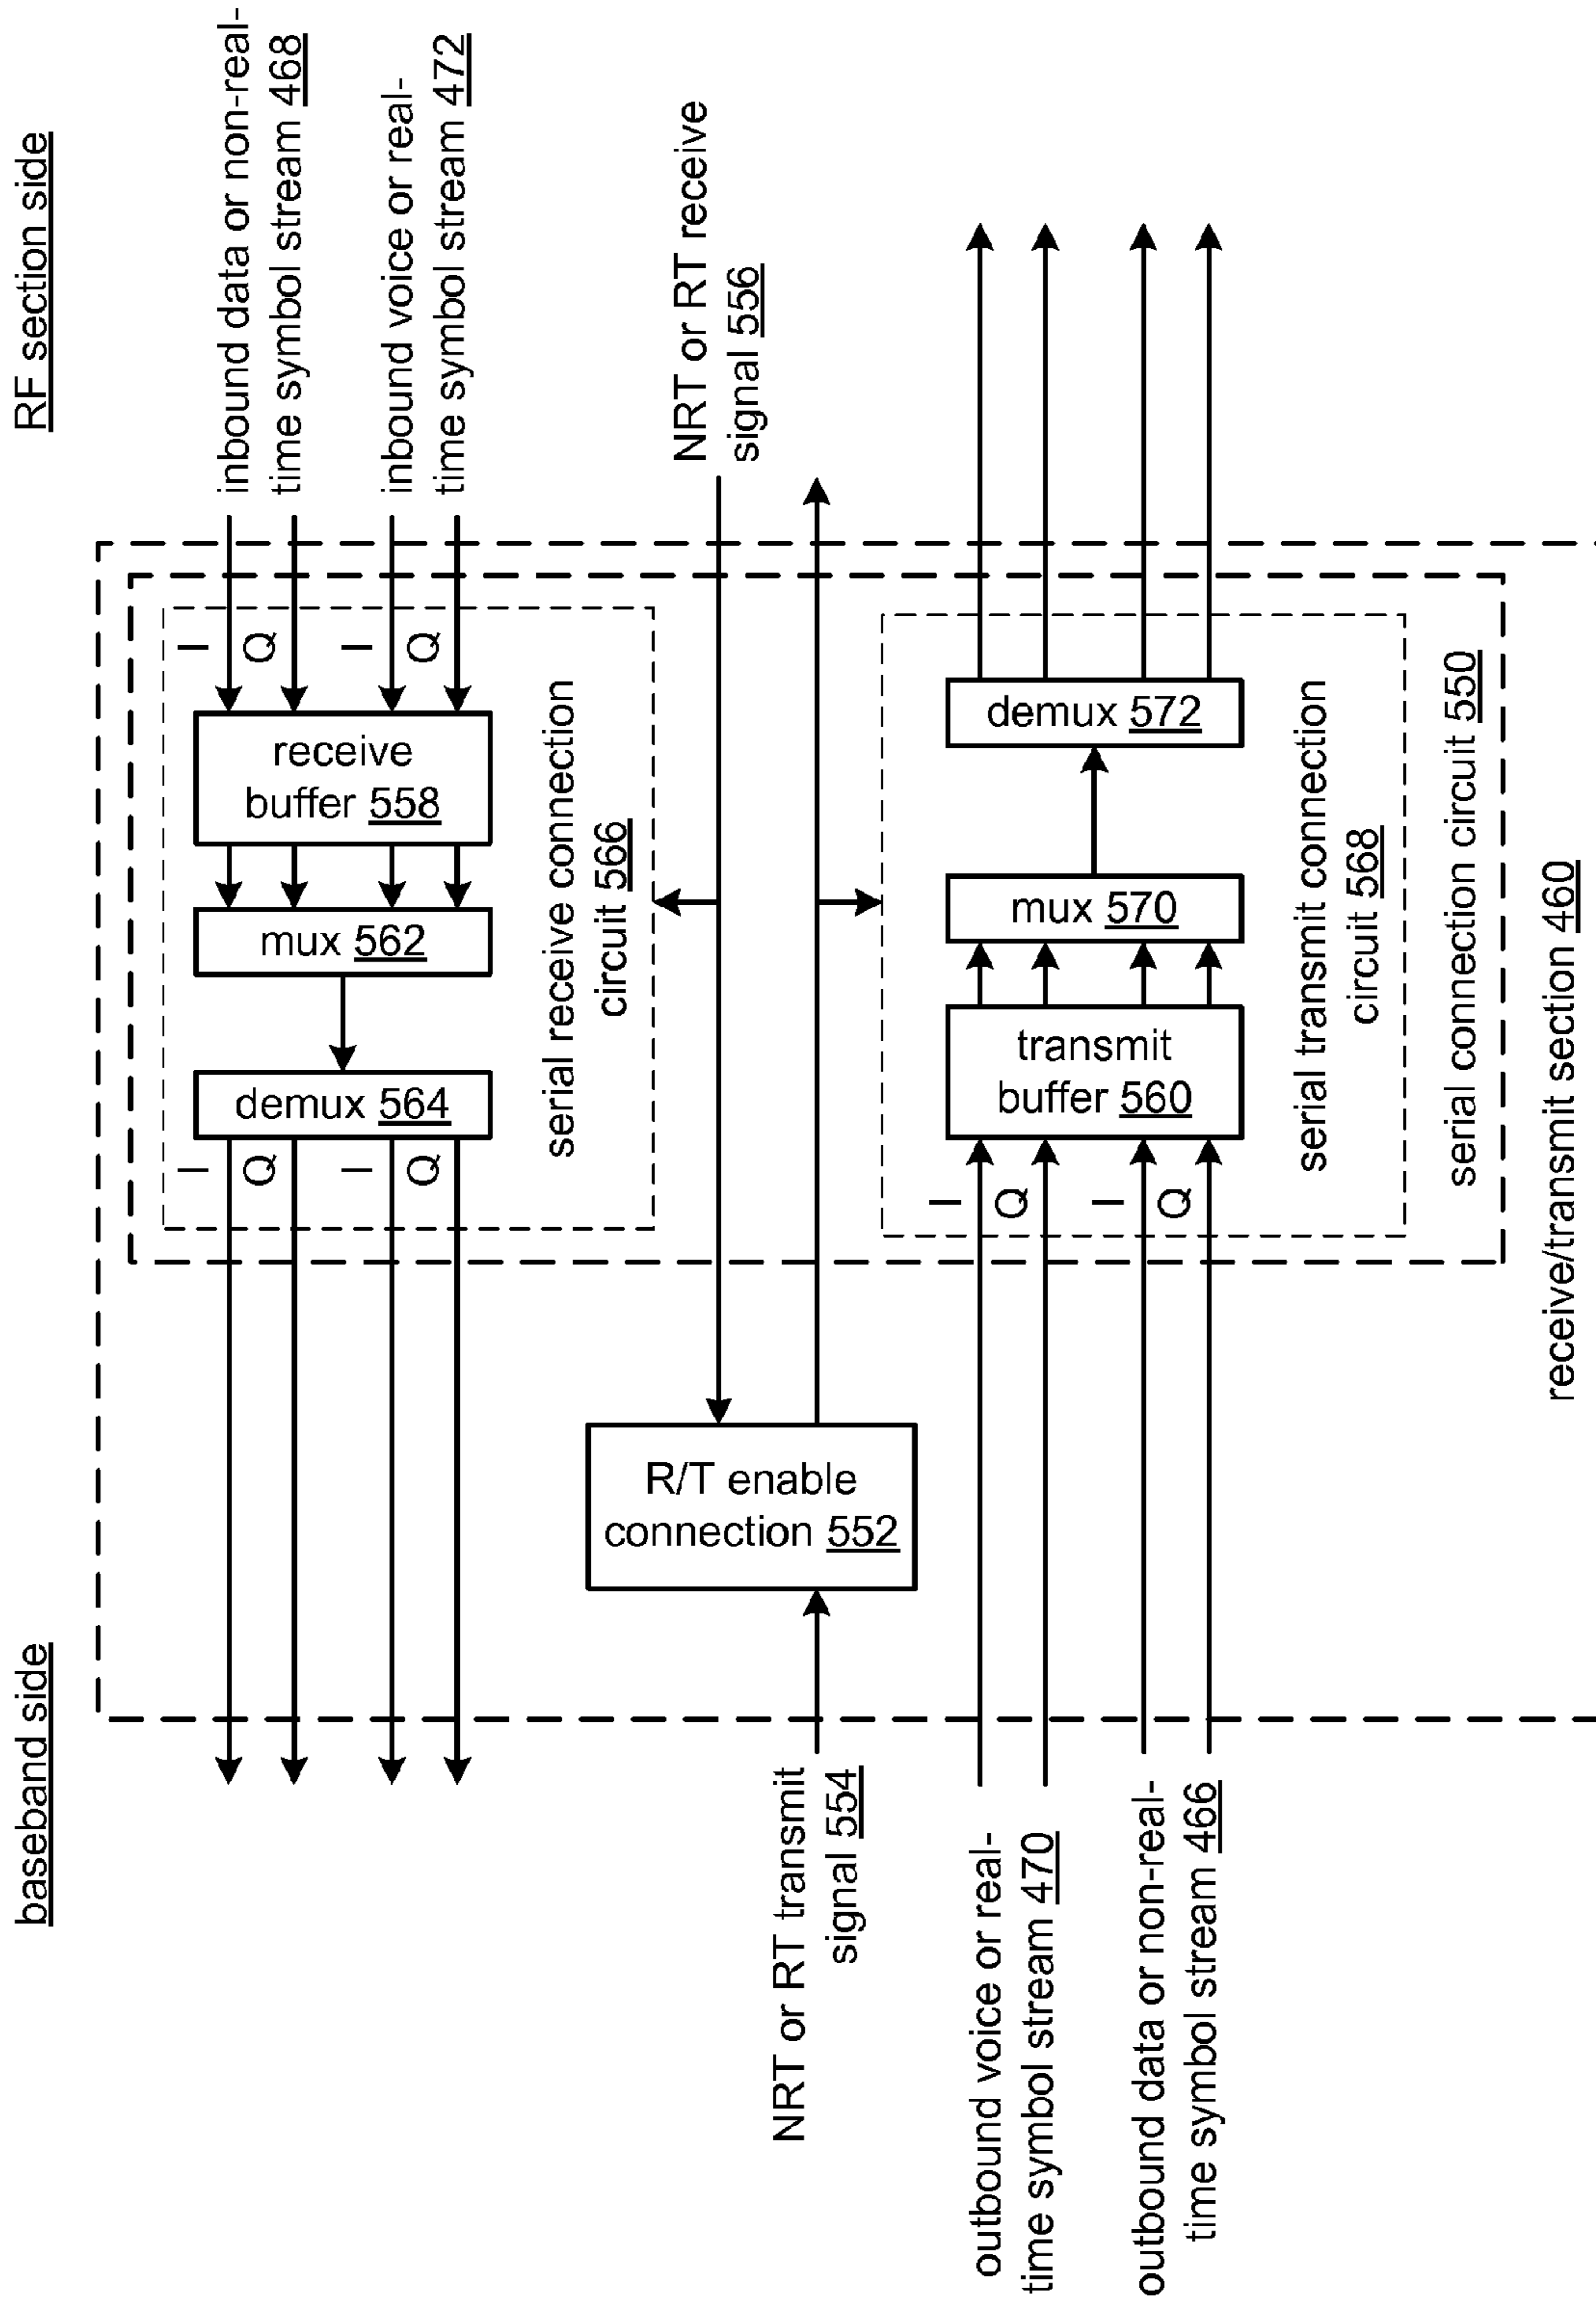 baseband side
RF section side
inbound data or non-real-
time symbol stream 468
inbound voice or real-
time symbol stream 472
I
Q
I
Q
receive
buffer 558
mux 562
demux 564
I
Q
I
Q
serial receive connection
circuit 566
NRT or RT receive
signal 556
R/T enable
connection 552
NRT or RT transmit
signal 554
outbound voice or real-
time symbol stream 470
outbound data or non-real-
time symbol stream 466
I
Q
I
Q
transmit
buffer 560
mux 570
demux 572
serial transmit connection
circuit 568
serial connection circuit 550
receive/transmit section 460